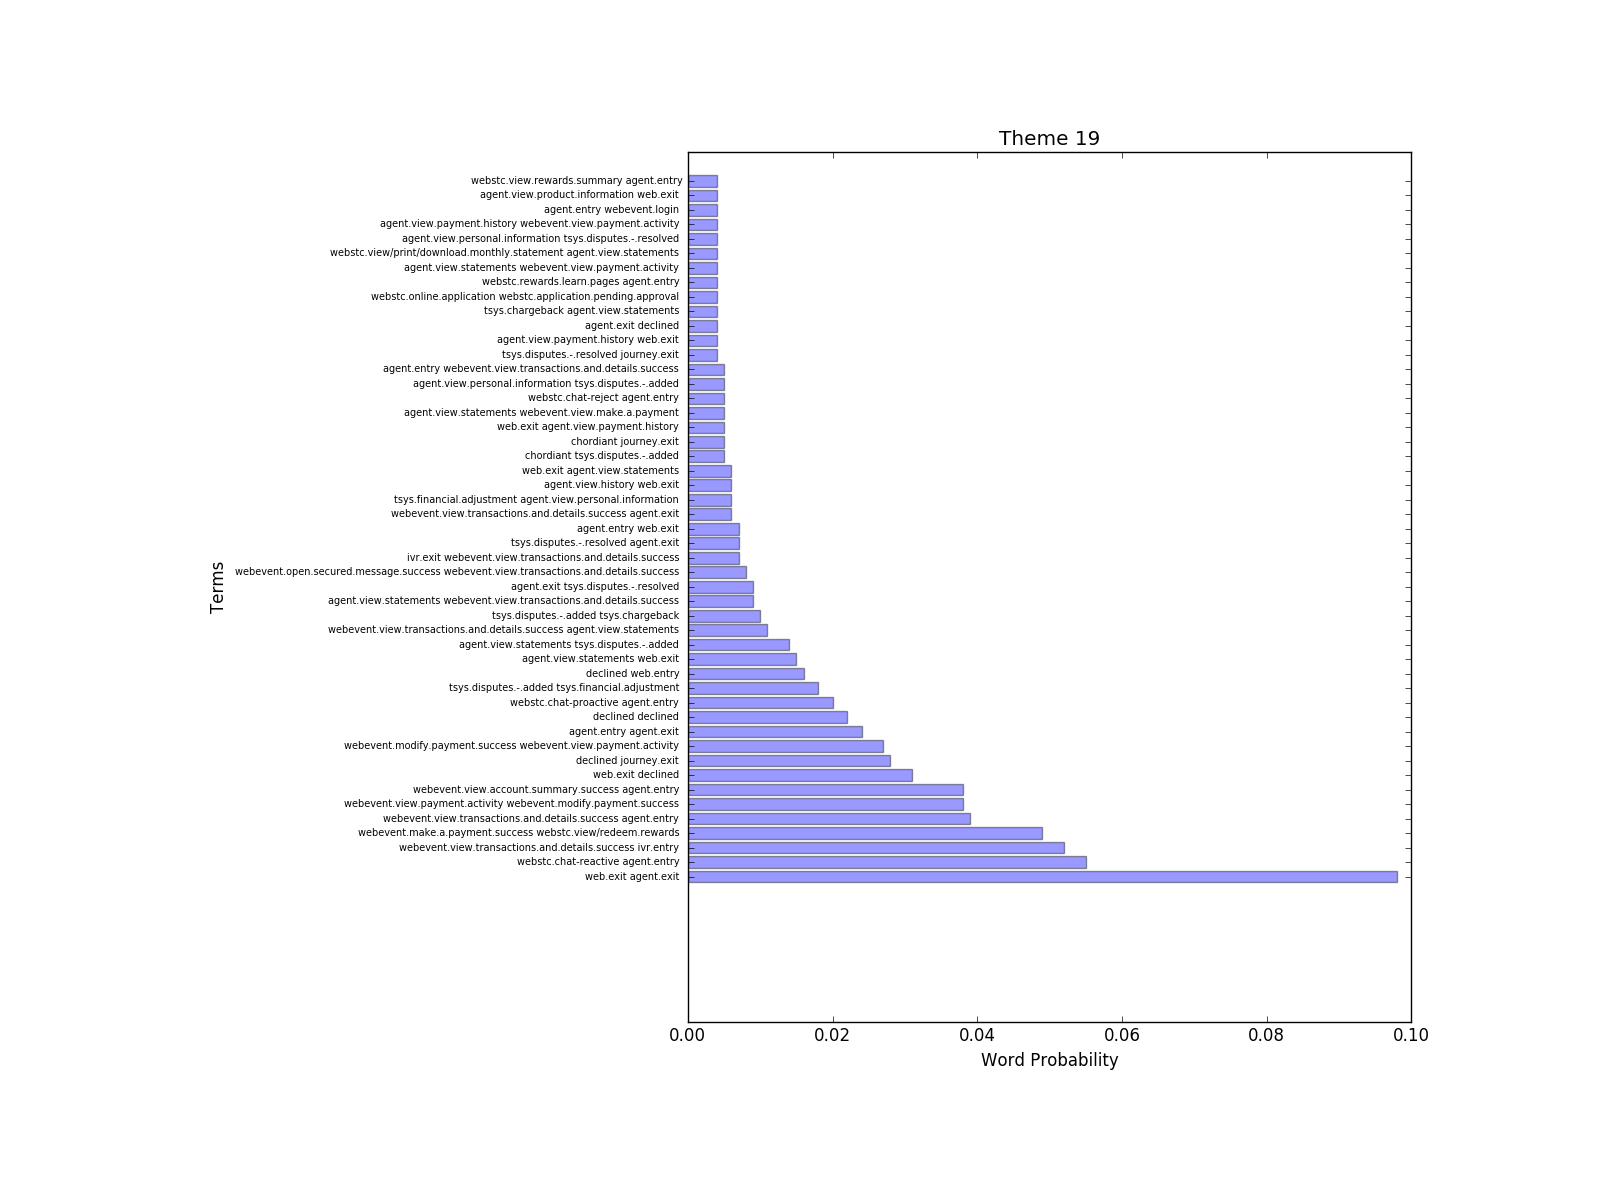 Theme 19
webstc.view.rewards.summary agent.entry
agent.view.product.information web.exit
agent.entry webevent.login
agent.view.payment.history webevent.view.payment.activity
agent.view.personal.information tsys.disputes.-.resolved
webstc.view/print/download.monthly.statement agent.view.statements
agent.view.statements webevent.view.payment.activity
webstc.rewards.learn.pages agent.entry
webstc.online.application webstc.application.pending.approval
tsys.chargeback agent.view.statements
agent.exit declined
agent.view.payment.history web.exit
tsys.disputes.-.resolved journey.exit
agent.entry webevent.view.transactions.and.details.success
agent.view.personal.information tsys.disputes.-.added
webstc.chat-reject agent.entry
agent.view.statements webevent.view.make.a.payment
web.exit agent.view.payment.history
chordiant journey.exit
chordiant tsys.disputes.-.added
web.exit agent.view.statements
agent.view.history web.exit
tsys.financial.adjustment agent.view.personal.information
webevent.view.transactions.and.details.success agent.exit
agent.entry web.exit
tsys.disputes.-.resolved agent.exit
ivr.exit webevent.view.transactions.and.details.success
webevent.open.secured.message.success webevent.view.transactions.and.details.success
agent.exit tsys.disputes.-.resolved
agent.view.statements webevent.view.transactions.and.details.success
tsys.disputes.-.added tsys.chargeback
webevent.view.transactions.and.details.success agent.view.statements
agent.view.statements tsys.disputes.-.added
agent.view.statements web.exit
declined web.entry
tsys.disputes.-.added tsys.financial.adjustment
webstc.chat-proactive agent.entry
declined declined
agent.entry agent.exit
webevent.modify.payment.success webevent.view.payment.activity
declined journey.exit
web.exit declined
webevent.view.account.summary.success agent.entry
webevent.view.payment.activity webevent.modify.payment.success
webevent.view.transactions.and.details.success agent.entry
webevent.make.a.payment.success webstc.view/redeem.rewards
webevent.view.transactions.and.details.success ivr.entry
webstc.chat-reactive agent.entry
web.exit agent.exit
Terms
0.00 0.02 0.04 0.06 0.08 0.10
Word Probability